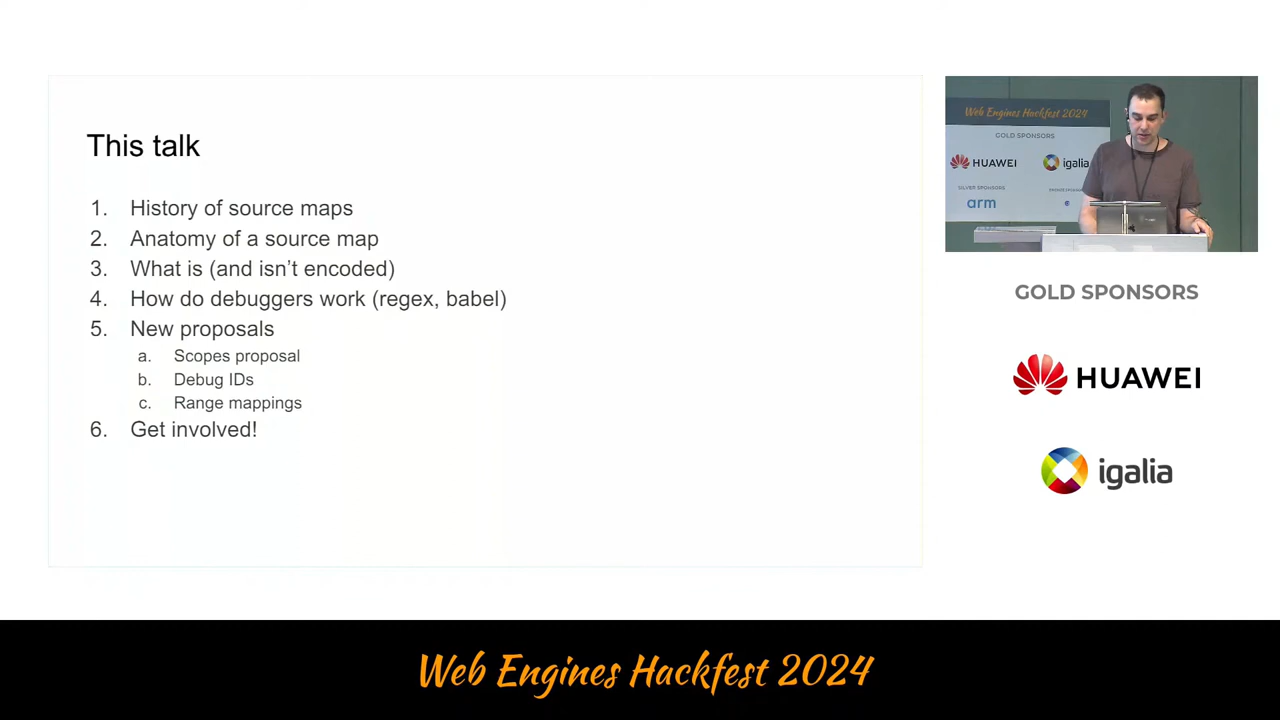 This talk
1. History of source maps
2. Anatomy of a source map
3. What is (and isn't encoded)
4. How do debuggers work (regex, babel)
5. New proposals
a. Scopes proposal
b. Debug IDs
c. Range mappings
6. Get involved!
Web Engines Hackfest 2024
GOLD SPONSORS
HUAWEI
igalia
SILVER SPONSORS
arm
GOLD SPONSORS
HUAWEI
igalia
Web Engines Hackfest 2024